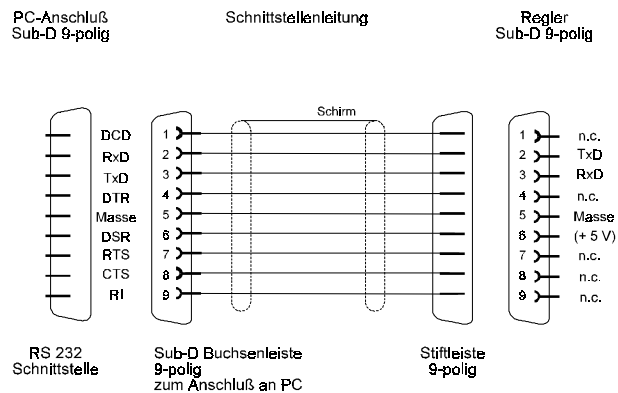 PC-Anschluß
Sub-D 9-polig
Schnittstellenleitung
Regler
Sub-D 9-polig
Schirm
DCD 1 1 n.c.
RxD 2 2 TxD
TxD 3 3 RxD
DTR 4 4 n.c.
Masse 5 5 Masse
DSR 6 6 (+ 5 V)
RTS 7 7 n.c.
CTS 8 8 n.c.
RI 9 9 n.c.
RS 232
Schnittstelle
Sub-D Buchsenleiste
9-polig
zum Anschluß an PC
Stiftleiste
9-polig